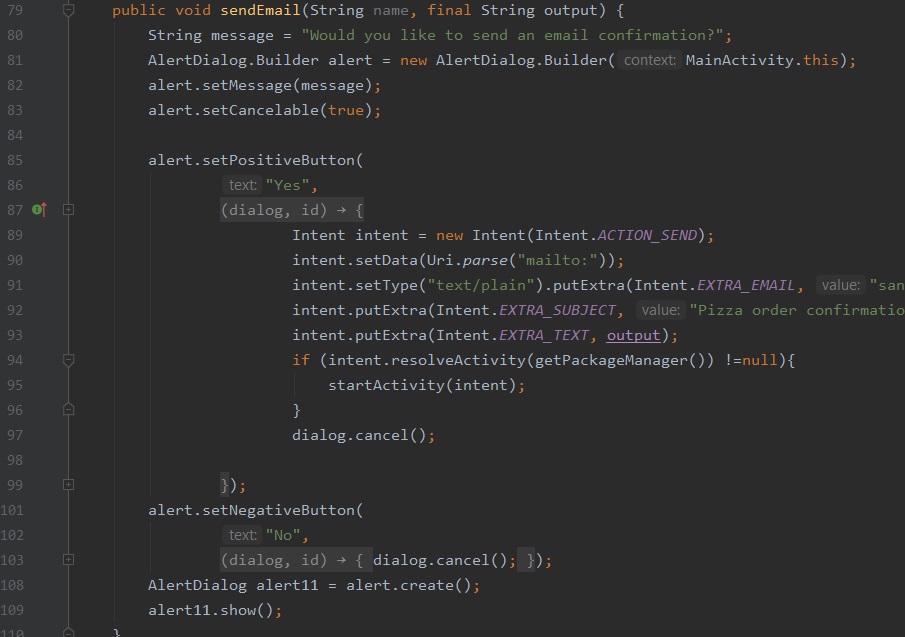 79 public void sendEmail(String name, final String output) {
80 String message = "Would you like to send an email confirmation?";
81 AlertDialog.Builder alert = new AlertDialog.Builder( context: MainActivity.this);
82 alert.setMessage(message);
83 alert.setCancelable(true);
84
85 alert.setPositiveButton(
86 text: "Yes",
87 (dialog, id) → {
89 Intent intent = new Intent(Intent.ACTION_SEND);
90 intent.setData(Uri.parse("mailto:"));
91 intent.setType("text/plain").putExtra(Intent.EXTRA_EMAIL, value: "san
92 intent.putExtra(Intent.EXTRA_SUBJECT, value: "Pizza order confirmatio
93 intent.putExtra(Intent.EXTRA_TEXT, output);
94 if (intent.resolveActivity(getPackageManager()) !=null){
95 startActivity(intent);
96 }
97 dialog.cancel();
98
99 });
101 alert.setNegativeButton(
102 text: "No",
103 (dialog, id) → { dialog.cancel(); });
108 AlertDialog alert11 = alert.create();
109 alert11.show();
110 }